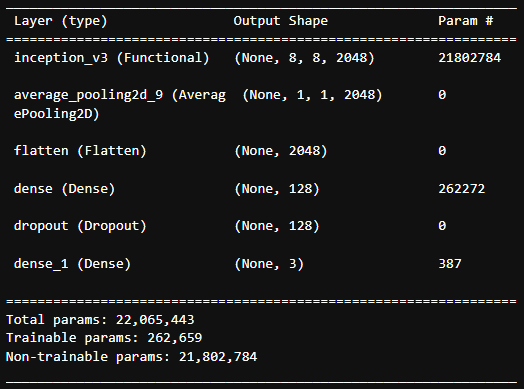 Layer (type) Output Shape Param #
=================================================================
inception_v3 (Functional) (None, 8, 8, 2048) 21802784
average_pooling2d_9 (Averag (None, 1, 1, 2048) 0
ePooling2D)
flatten (Flatten) (None, 2048) 0
dense (Dense) (None, 128) 262272
dropout (Dropout) (None, 128) 0
dense_1 (Dense) (None, 3) 387
=================================================================
Total params: 22,065,443
Trainable params: 262,659
Non-trainable params: 21,802,784